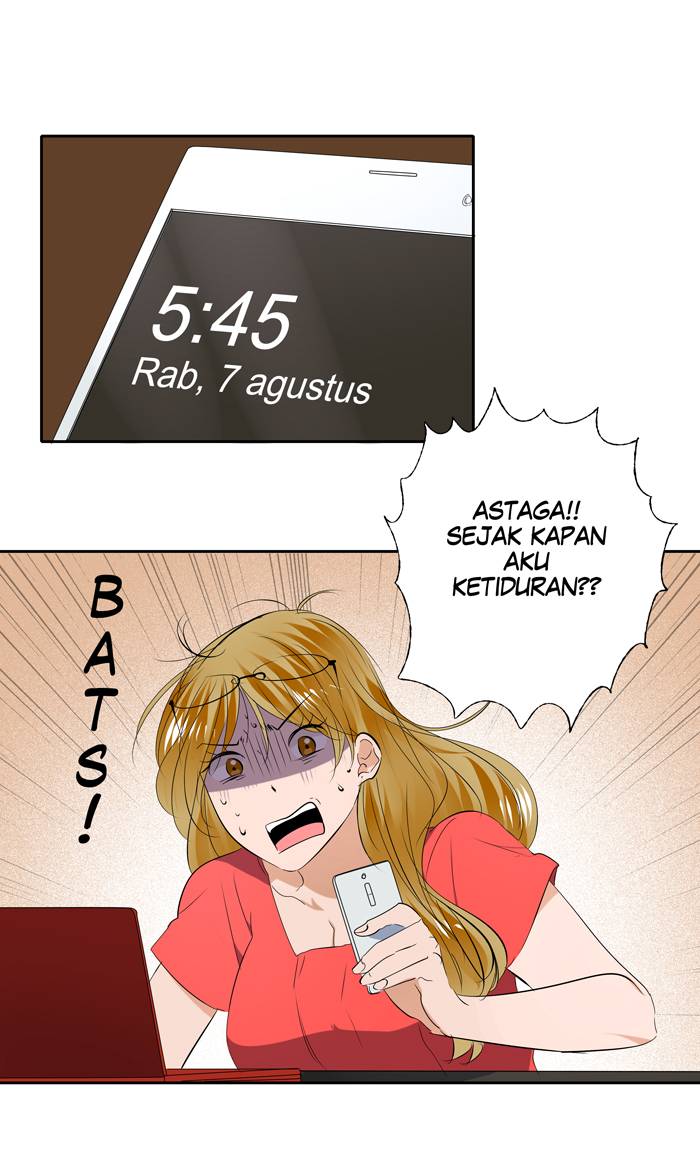 5:45
Rab, 7 agustus
ASTAGA!!
SEJAK KAPAN
AKU
KETIDURAN??
BATS!